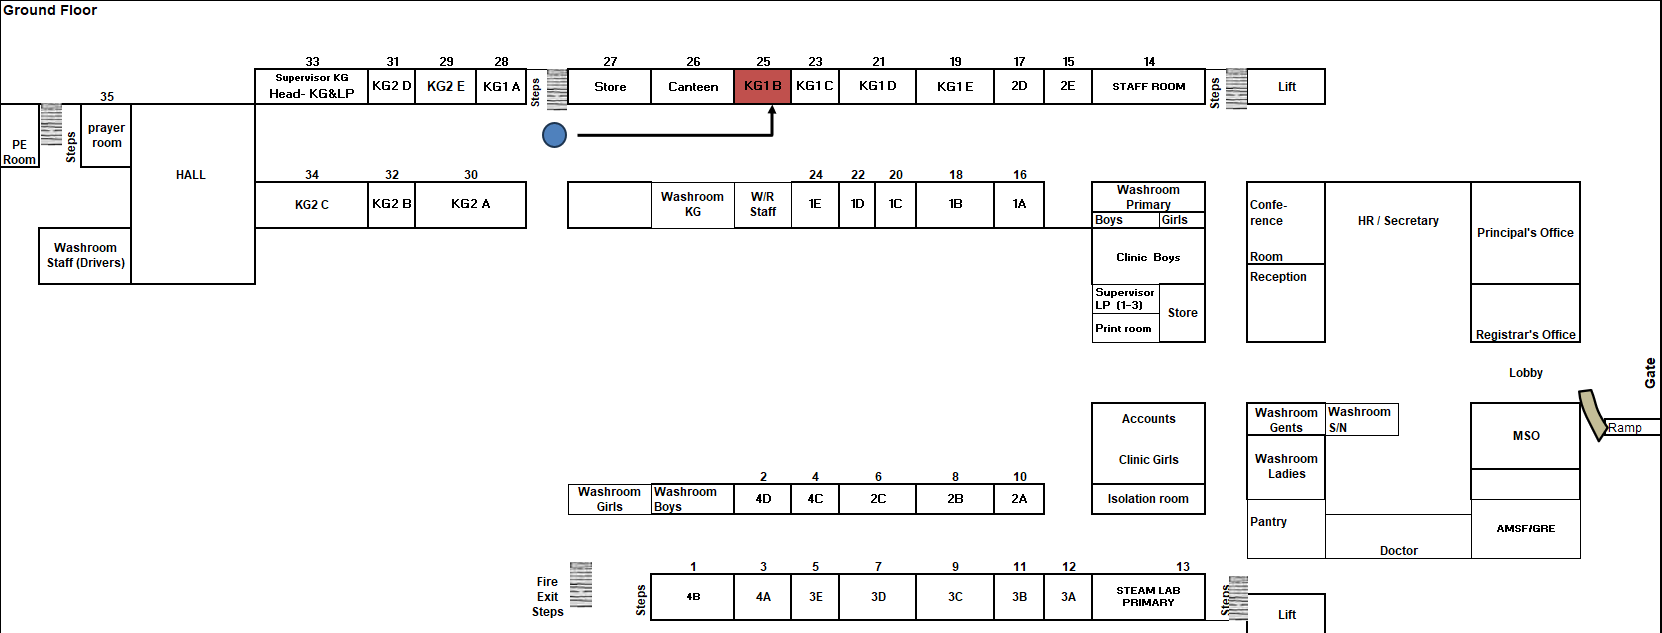 Ground Floor
33 31 29 28 27 26 25 23 21 19 17 15 14
Supervisor KG
Head- KG&LP
KG2 D
KG2 E
KG1 A
Steps
Store
Canteen
KG1 B
KG1 C
KG1 D
KG1 E
2D
2E
STAFF ROOM
Steps
Lift
35
PE
Room
Steps
prayer
room
HALL
34 32 30 24 22 20 18 16
KG2 C
KG2 B
KG2 A
Washroom
KG
W/R
Staff
1E
1D
1C
1B
1A
Washroom
Primary
Boys Girls
Clinic Boys
Supervisor
LP (1-3)
Print room
Store
Confe-
rence
Room
Reception
HR / Secretary
Principal's Office
Registrar's Office
Washroom
Staff (Drivers)
Lobby
Gate
Ramp
Accounts
Clinic Girls
Isolation room
Washroom
Gents
Washroom
S/N
Washroom
Ladies
Pantry
Doctor
MSO
AMSF/GRE
2 4 6 8 10
Washroom
Girls
Washroom
Boys
4D
4C
2C
2B
2A
1 3 5 7 9 11 12 13
Fire
Exit
Steps
Steps
4B
4A
3E
3D
3C
3B
3A
STEAM LAB
PRIMARY
Steps
Lift